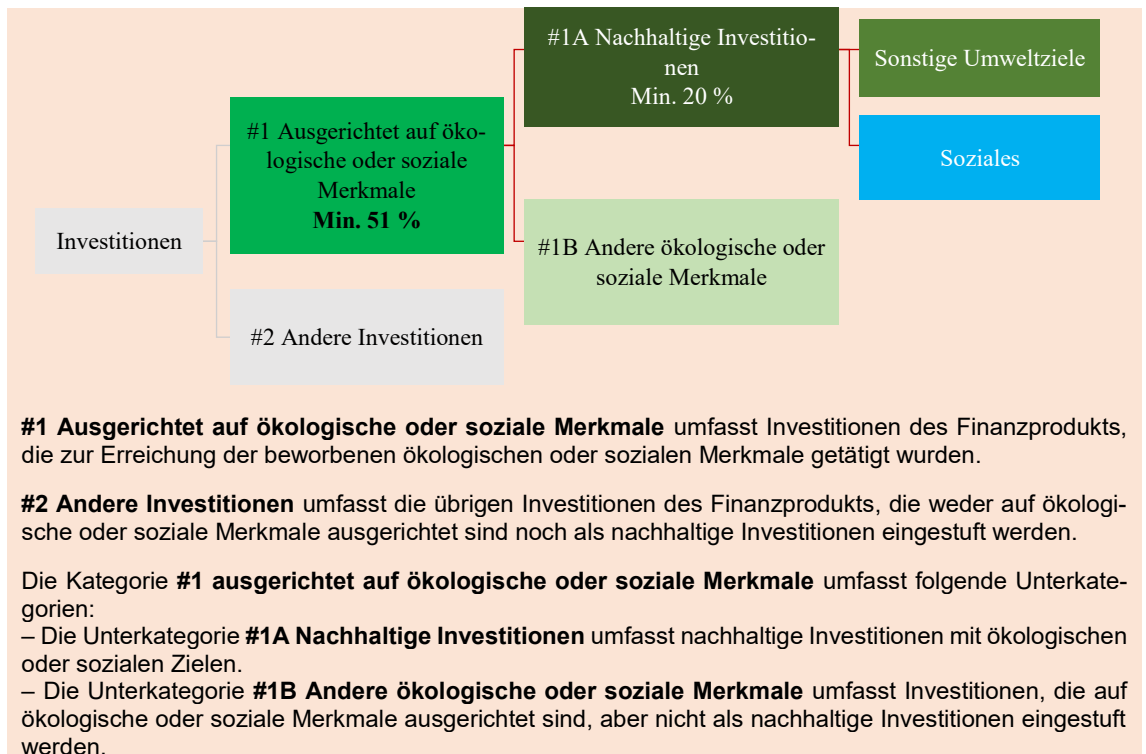 Investitionen
#1 Ausgerichtet auf öko-
logische oder soziale
Merkmale
Min. 51 %
#2 Andere Investitionen
#1A Nachhaltige Investitio-
nen
Min. 20 %
#1B Andere ökologische oder
soziale Merkmale
Sonstige Umweltziele
Soziales
#1 Ausgerichtet auf ökologische oder soziale Merkmale umfasst Investitionen des Finanzprodukts,
die zur Erreichung der beworbenen ökologischen oder sozialen Merkmale getätigt wurden.
#2 Andere Investitionen umfasst die übrigen Investitionen des Finanzprodukts, die weder auf ökologi-
sche oder soziale Merkmale ausgerichtet sind noch als nachhaltige Investitionen eingestuft werden.
Die Kategorie #1 ausgerichtet auf ökologische oder soziale Merkmale umfasst folgende Unterkate-
gorien:
– Die Unterkategorie #1A Nachhaltige Investitionen umfasst nachhaltige Investitionen mit ökologischen
oder sozialen Zielen.
– Die Unterkategorie #1B Andere ökologische oder soziale Merkmale umfasst Investitionen, die auf
ökologische oder soziale Merkmale ausgerichtet sind, aber nicht als nachhaltige Investitionen eingestuft
werden.